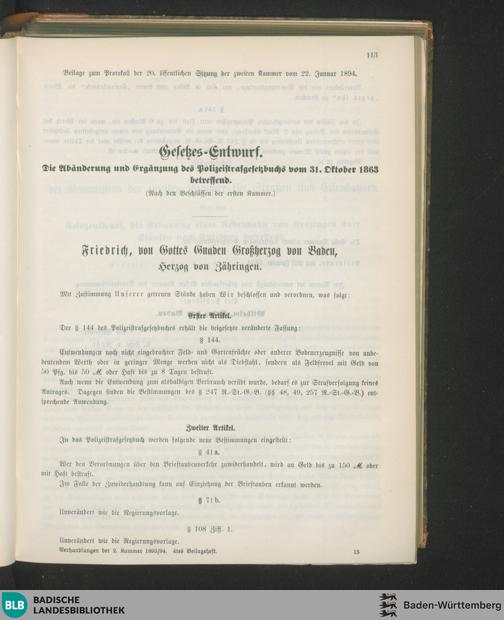 113
Beilage zum Protokoll der 20. öffentlichen Sitzung der zweiten Kammer vom 22. Januar 1894.
Gesetzes-Entwurf.
Die Abänderung und Ergänzung des Polizeistrafgesetzbuchs vom 31. Oktober 1863
betreffend.
(Nach den Beschlüssen der ersten Kammer.)
Friedrich, von Gottes Gnaden Großherzog von Baden,
Herzog von Zähringen.
Mit Zustimmung Unserer getreuen Stände haben Wir beschlossen und verordnen, was folgt:
Erster Artikel.
Der § 144 des Polizeistrafgesetzbuches erhält die beigesetzte veränderte Fassung:
§ 144.
Entwendungen noch nicht eingebrachter Feld- und Gartenfrüchte oder anderer Bodenerzeugnisse von unbe-
deutendem Werth oder in geringer Menge werden nicht als Diebstahl, sondern als Feldfrevel mit Geld von
50 Pfg. bis 50 ℳ oder Haft bis zu 8 Tagen bestraft.
Auch wenn die Entwendung zum alsbaldigen Verbrauch verübt wurde, bedarf es zur Strafverfolgung keines
Antrages. Dagegen finden die Bestimmungen des § 247 R.-St.-G.-B. (§§ 48, 49, 257 R.-St.-G.-B.) ent-
sprechende Anwendung.
Zweiter Artikel.
In das Polizeistrafgesetzbuch werden folgende neue Bestimmungen eingestellt:
§ 41a.
Wer den Verordnungen über den Brieftaubenverkehr zuwiderhandelt, wird an Geld bis zu 150 ℳ oder
mit Haft bestraft.
Im Falle der Zuwiderhandlung kann auf Einziehung der Brieftauben erkannt werden.
§ 71b.
Unverändert wie die Regierungsvorlage.
§ 108 Ziff. 1.
Unverändert wie die Regierungsvorlage.
Verhandlungen der 2. Kammer 1893/94. 4tes Beilagenheft. 15
BLB BADISCHE
LANDESBIBLIOTHEK
Baden-Württemberg